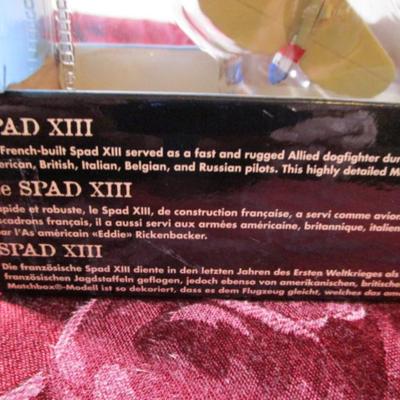 PAD XIII
French-built Spad XIII served as a fast and rugged Allied dogfighter dur
erican, British, Italian, Belgian, and Russian pilots. This highly detailed M
e SPAD XIII
apide et robuste, le Spad XIII, de construction française, a servi comme avion
scadrons français, il a aussi servi aux armées américaine, britannique, italien
par l'As américain «Eddie» Rickenbacker.
SPAD XIII
Die französische Spad XIII diente in den letzten Jahren des Ersten Weltkrieges als
französischen Jagdstaffeln geflogen, jedoch ebenso von amerikanischen, britische
Matchbox®-Modell ist so dekoriert, dass es dem Flugzeug gleicht, welches das am